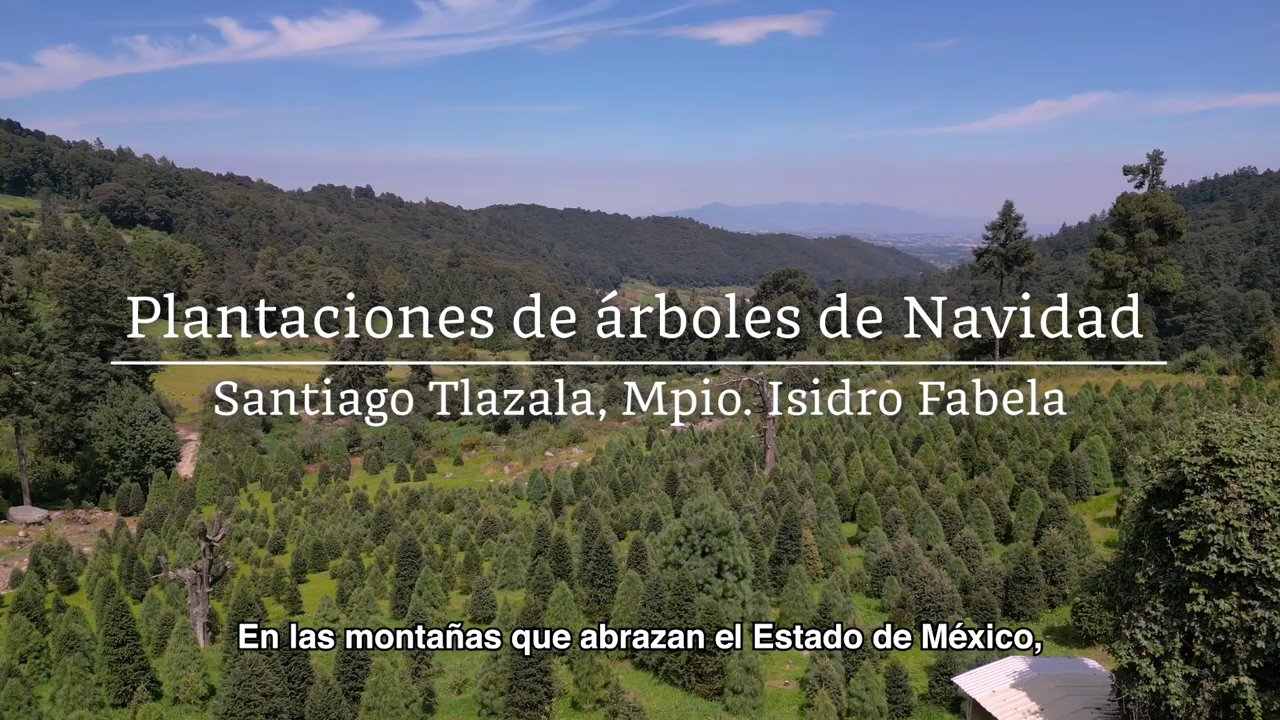 Plantaciones de árboles de Navidad
Santiago Tlazala, Mpio. Isidro Fabela
En las montañas que abrazan el Estado de México,